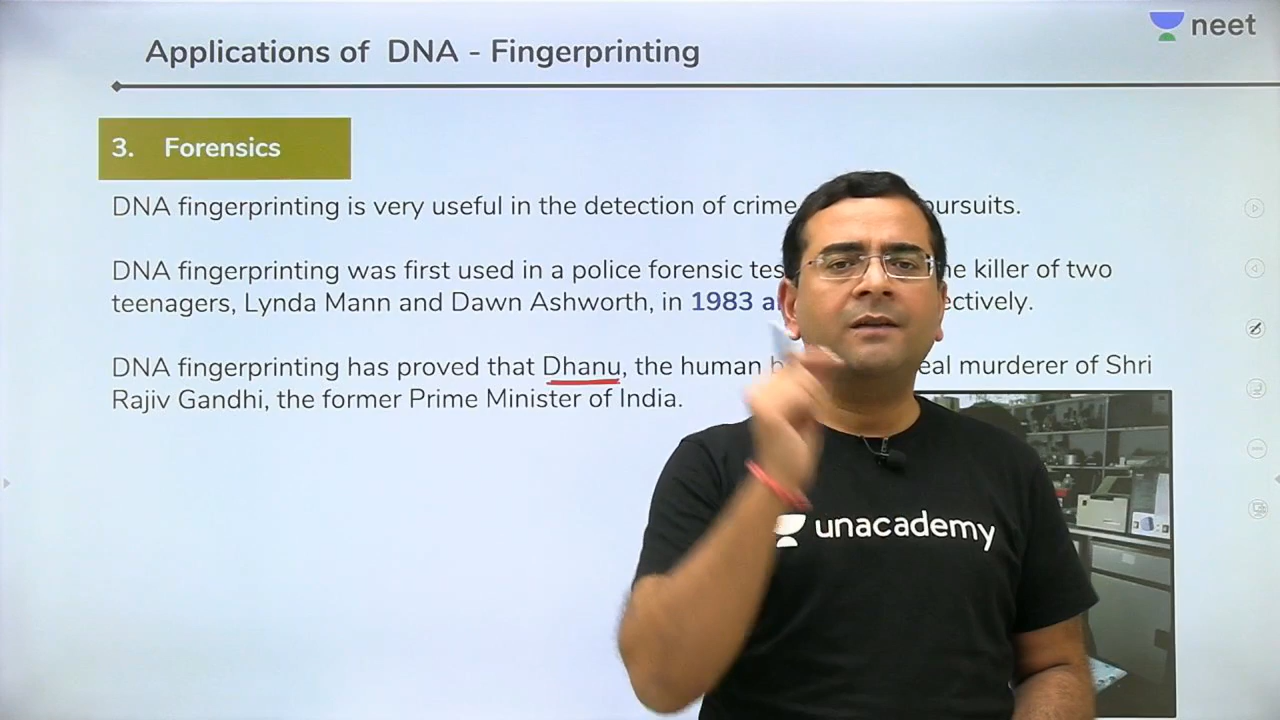 neet
Applications of DNA - Fingerprinting
3. Forensics
DNA fingerprinting is very useful in the detection of crime pursuits.
DNA fingerprinting was first used in a police forensic killer of two
teenagers, Lynda Mann and Dawn Ashworth, in 1983
DNA fingerprinting has proved that Dhanu, the human murderer of Shri
Rajiv Gandhi, the former Prime Minister of India.
unacademy